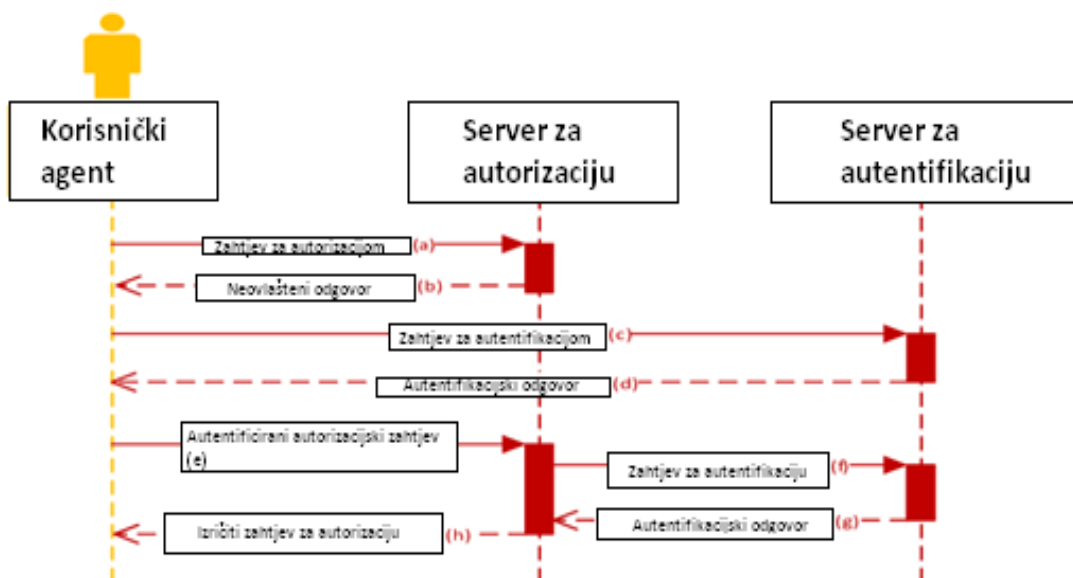 Korisnički
agent
Server za
autorizaciju
Server za
autentifikaciju
Zahtjev za autorizacijom (a)
Neovlašteni odgovor (b)
Zahtjev za autentifikacijom (c)
Autentifikacijski odgovor (d)
Autentificirani autorizacijski zahtjev
(e)
Zahtjev za autentifikaciju (f)
Autentifikacijski odgovor (g)
Izričiti zahtjev za autorizaciju (h)